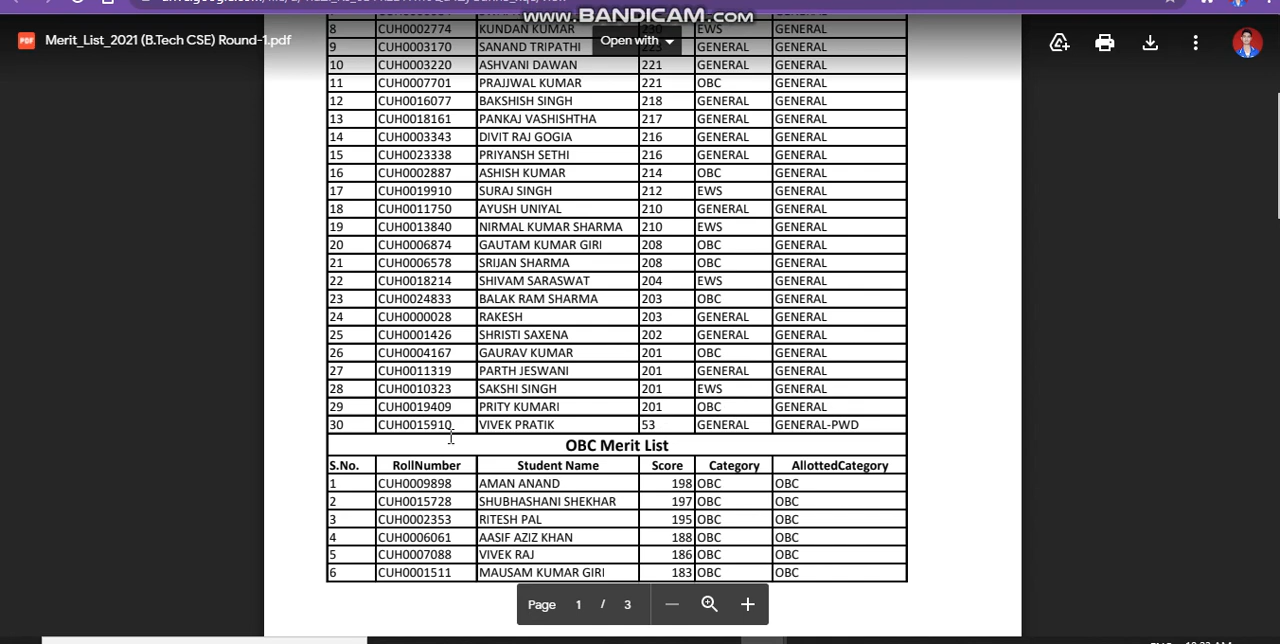 www.BANDICAM.com
Merit_List_2021 (B.Tech CSE) Round-1.pdf
Open with
8 CUH0002774 KUNDAN KUMAR 230 EWS GENERAL
9 CUH0003170 SANAND TRIPATHI 223 GENERAL GENERAL
10 CUH0003220 ASHVANI DAWAN 221 GENERAL GENERAL
11 CUH0007701 PRAJJWAL KUMAR 221 OBC GENERAL
12 CUH0016077 BAKSHISH SINGH 218 GENERAL GENERAL
13 CUH0018161 PANKAJ VASHISHTHA 217 GENERAL GENERAL
14 CUH0003343 DIVIT RAJ GOGIA 216 GENERAL GENERAL
15 CUH0023338 PRIYANSH SETHI 216 GENERAL GENERAL
16 CUH0002887 ASHISH KUMAR 214 OBC GENERAL
17 CUH0019910 SURAJ SINGH 212 EWS GENERAL
18 CUH0011750 AYUSH UNIYAL 210 GENERAL GENERAL
19 CUH0013840 NIRMAL KUMAR SHARMA 210 EWS GENERAL
20 CUH0006874 GAUTAM KUMAR GIRI 208 OBC GENERAL
21 CUH0006578 SRIJAN SHARMA 208 OBC GENERAL
22 CUH0018214 SHIVAM SARASWAT 204 EWS GENERAL
23 CUH0024833 BALAK RAM SHARMA 203 OBC GENERAL
24 CUH0000028 RAKESH 203 GENERAL GENERAL
25 CUH0001426 SHRISTI SAXENA 202 GENERAL GENERAL
26 CUH0004167 GAURAV KUMAR 201 OBC GENERAL
27 CUH0011319 PARTH JESWANI 201 GENERAL GENERAL
28 CUH0010323 SAKSHI SINGH 201 EWS GENERAL
29 CUH0019409 PRITY KUMARI 201 OBC GENERAL
30 CUH0015910 VIVEK PRATIK 53 GENERAL GENERAL-PWD
OBC Merit List
S.No. RollNumber Student Name Score Category AllottedCategory
1 CUH0009898 AMAN ANAND 198 OBC OBC
2 CUH0015728 SHUBHASHANI SHEKHAR 197 OBC OBC
3 CUH0002353 RITESH PAL 195 OBC OBC
4 CUH0006061 AASIF AZIZ KHAN 188 OBC OBC
5 CUH0007088 VIVEK RAJ 186 OBC OBC
6 CUH0001511 MAUSAM KUMAR GIRI 183 OBC OBC
Page 1 / 3